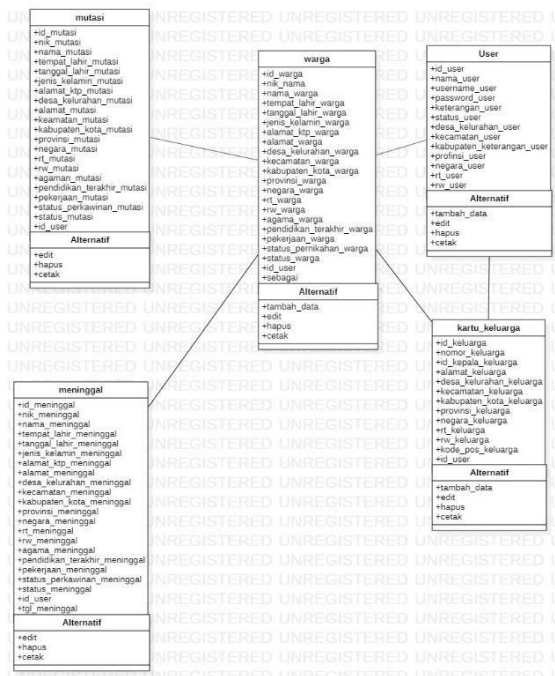 mutasi
+id_mutasi
+nik_mutasi
+nama_mutasi
+tempat_lahir_mutasi
+tanggal_lahir_mutasi
+jenis_kelamin_mutasi
+alamat_ktp_mutasi
+desa_kelurahan_mutasi
+alamat_mutasi
+keamatan_mutasi
+kabupaten_kota_mutasi
+provinsi_mutasi
+negara_mutasi
+rt_mutasi
+rw_mutasi
+agaman_mutasi
+pendidikan_terakhir_mutasi
+pekerjaan_mutasi
+status_perkawinan_mutasi
+status_mutasi
+id_user
Alternatif
+edit
+hapus
+cetak
warga
+id_warga
+nik_nama
+nama_warga
+tempat_lahir_warga
+tanggal_lahir_warga
+jenis_kelamin_warga
+alamat_ktp_warga
+alamat_warga
+desa_kelurahan_warga
+kecamatan_warga
+kabupaten_kota_warga
+provinsi_warga
+negara_warga
+rt_warga
+rw_warga
+agama_warga
+pendidikan_terakhir_warga
+pekerjaan_warga
+status_pernikahan_warga
+status_warga
+id_user
+sebagai
Alternatif
+tambah_data
+edit
+hapus
+cetak
User
+id_user
+nama_user
+username_user
+password_user
+keterangan_user
+status_user
+desa_kelurahan_user
+kecamatan_user
+kabupaten_keterangan_user
+profinsi_user
+negara_user
+rt_user
+rw_user
Alternatif
+tambah_data
+edit
+hapus
+cetak
kartu_keluarga
+id_keluarga
+nomor_keluarga
+id_kepala_keluarga
+alamat_keluarga
+desa_kelurahan_keluarga
+kecamatan_keluarga
+kabupaten_kota_keluarga
+provinsi_keluarga
+negara_keluarga
+rt_keluarga
+rw_keluarga
+kode_pos_keluarga
+id_user
Alternatif
+tambah_data
+edit
+hapus
+cetak
meninggal
+id_meninggal
+nik_meninggal
+nama_meninggal
+tempat_lahir_meninggal
+tanggal_lahir_meninggal
+jenis_kelamin_meninggal
+alamat_ktp_meninggal
+alamat_meninggal
+desa_kelurahan_meninggal
+kecamatan_meninggal
+kabupaten_kota_meninggal
+provinsi_meninggal
+negara_meninggal
+rt_meninggal
+rw_meninggal
+agama_meninggal
+pendidikan_terakhir_meninggal
+pekerjaan_meninggal
+status_perkawinan_meninggal
+status_meninggal
+id_user
+tgl_meninggal
Alternatif
+edit
+hapus
+cetak
UNREGISTERED